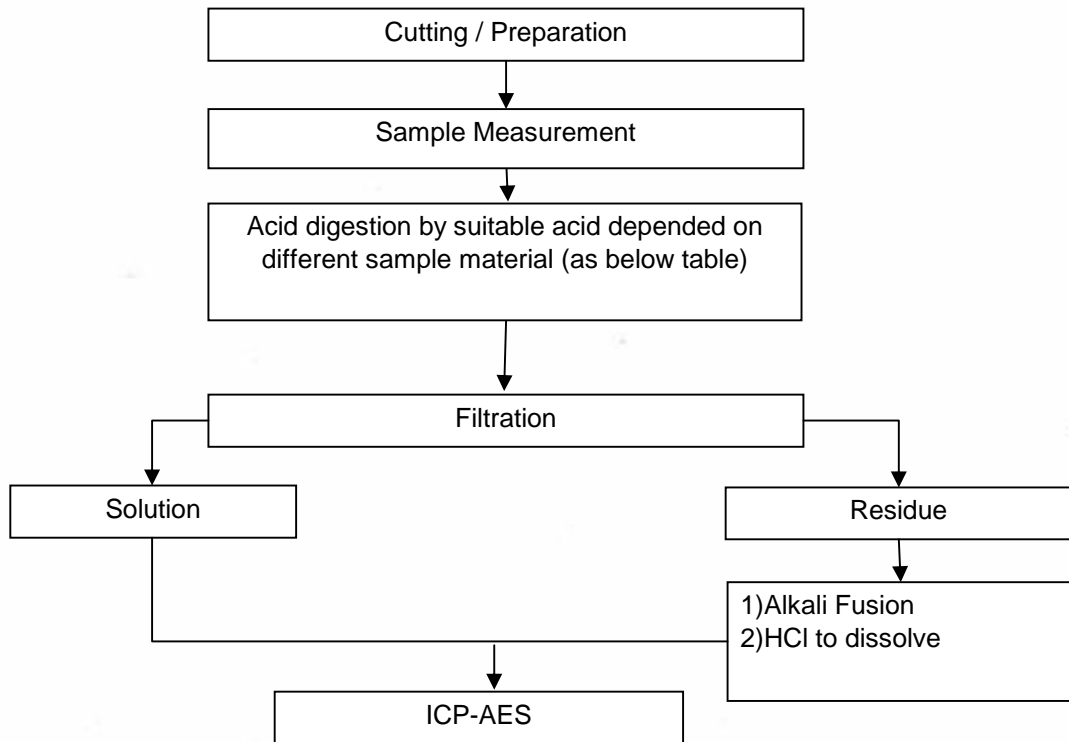 Cutting / Preparation
Sample Measurement
Acid digestion by suitable acid depended on
different sample material (as below table)
Filtration
Solution
Residue
1)Alkali Fusion
2)HCl to dissolve
ICP-AES